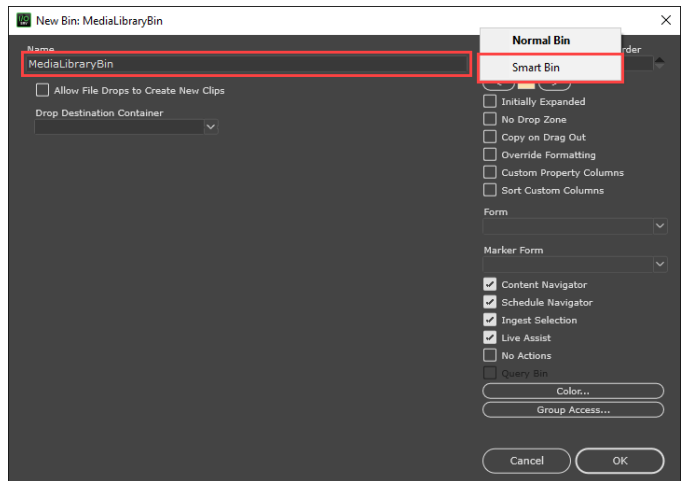 New Bin: MediaLibraryBin
Normal Bin
Smart Bin
Name
MediaLibraryBin
Allow File Drops to Create New Clips
Drop Destination Container
Initially Expanded
No Drop Zone
Copy on Drag Out
Override Formatting
Custom Property Columns
Sort Custom Columns
Form
Marker Form
Content Navigator
Schedule Navigator
Ingest Selection
Live Assist
No Actions
Query Bin
Color...
Group Access...
Cancel
OK